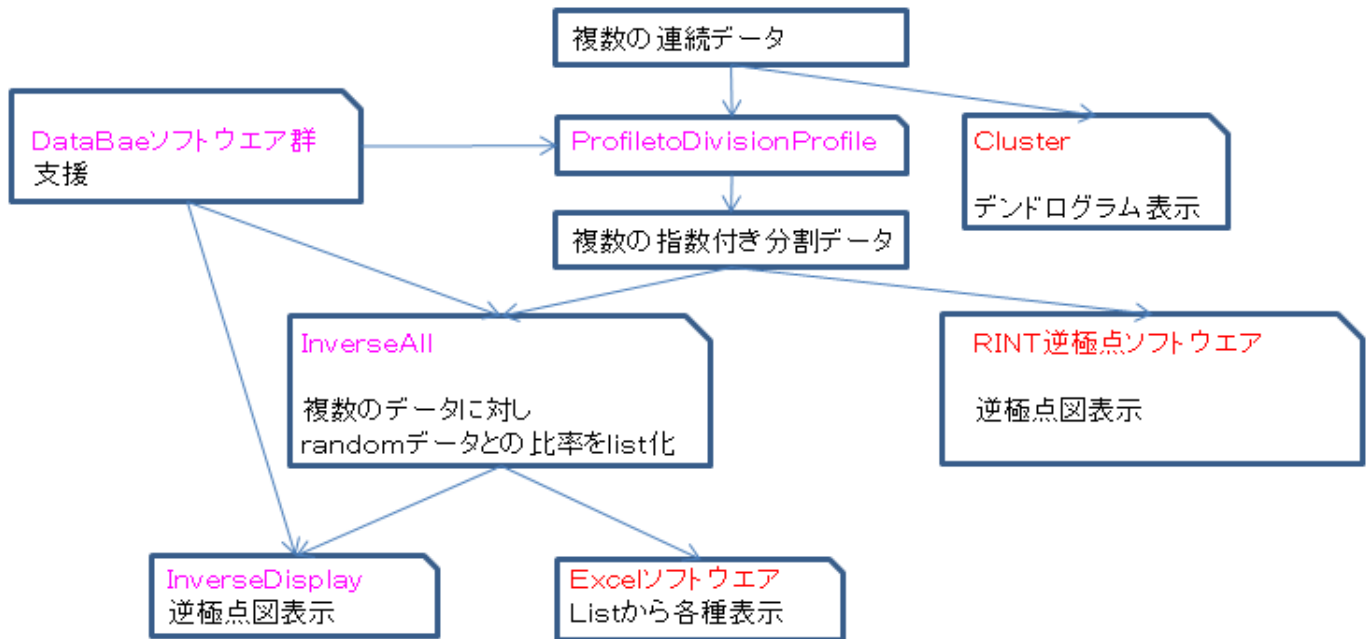 複数の連続データ
DataBaeソフトウエア群
支援
ProfiletoDivisionProfile
Cluster
デンドログラム表示
複数の指数付き分割データ
InverseAll
複数のデータに対し
randomデータとの比率をlist化
RINT逆極点ソフトウエア
逆極点図表示
InverseDisplay
逆極点図表示
Excelソフトウエア
Listから各種表示